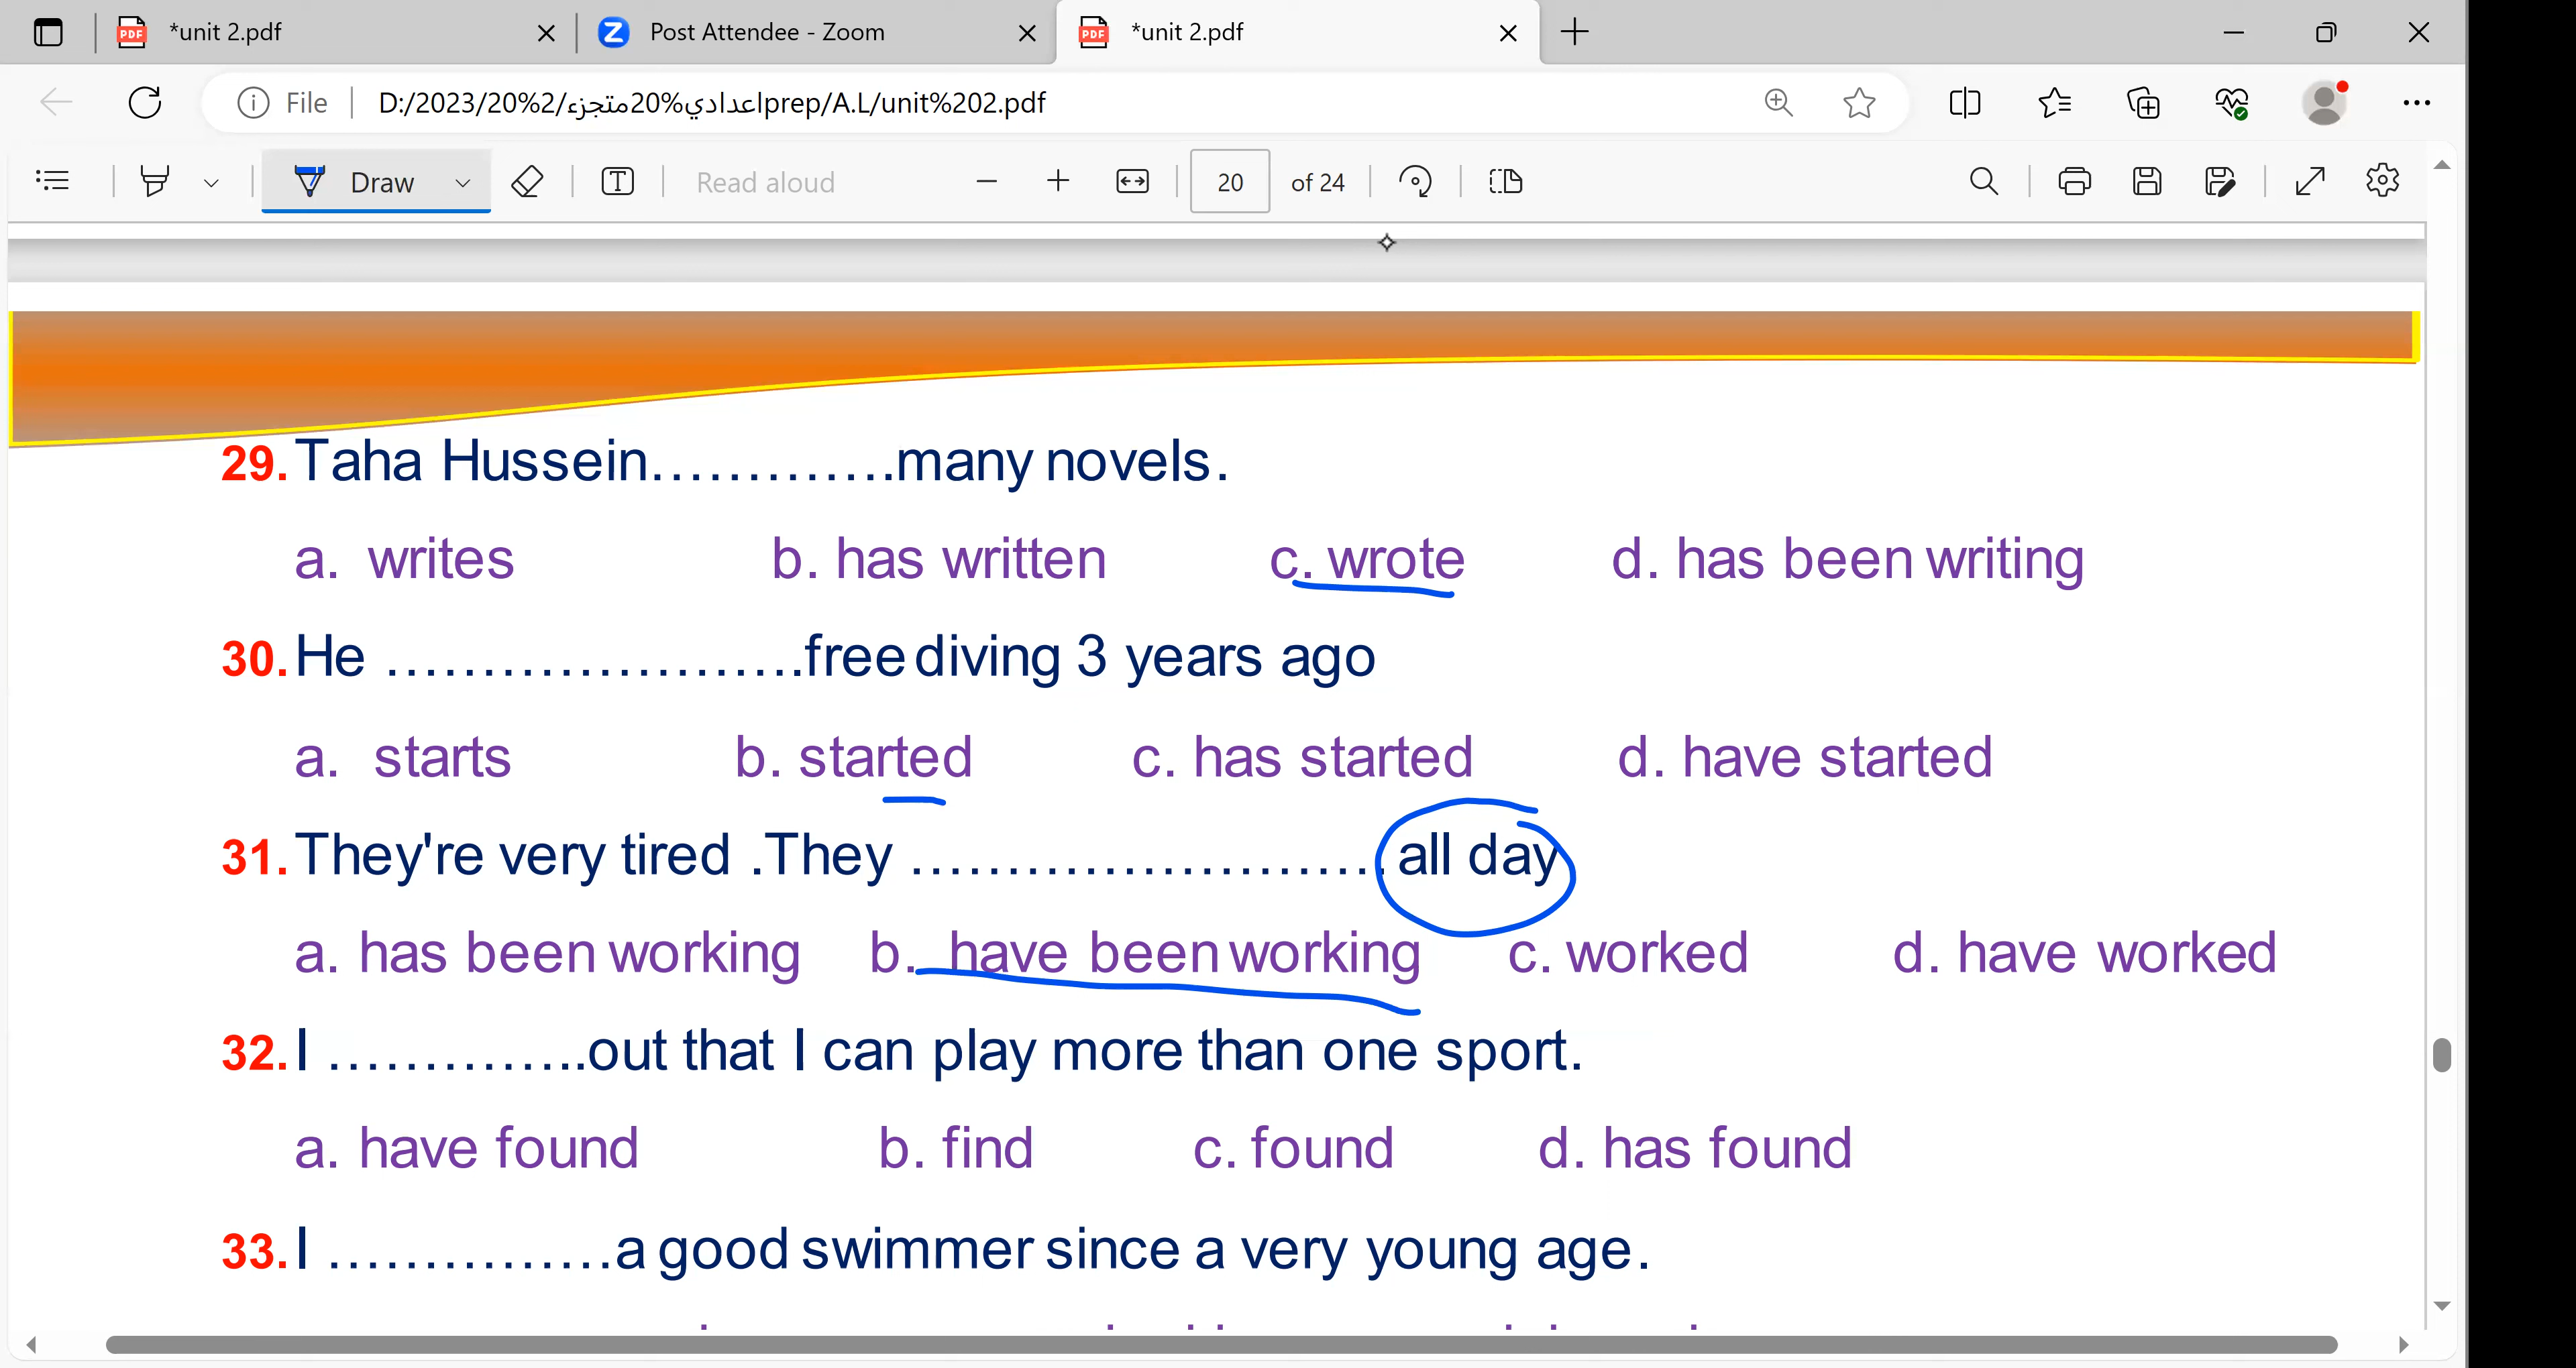 *unit 2.pdf
Post Attendee - Zoom
*unit 2.pdf
File
D:/2023/20%2/متجزء20%اعدادي/prep/A.L/unit%202.pdf
Draw
Read aloud
20 of 24
29. Taha Hussein.............many novels.
a. writes b. has written c. wrote d. has been writing
30. He ......................free diving 3 years ago
a. starts b. started c. has started d. have started
31. They're very tired .They ......................... all day
a. has been working b. have been working c. worked d. have worked
32. I ..............out that I can play more than one sport.
a. have found b. find c. found d. has found
33. I ...............a good swimmer since a very young age.